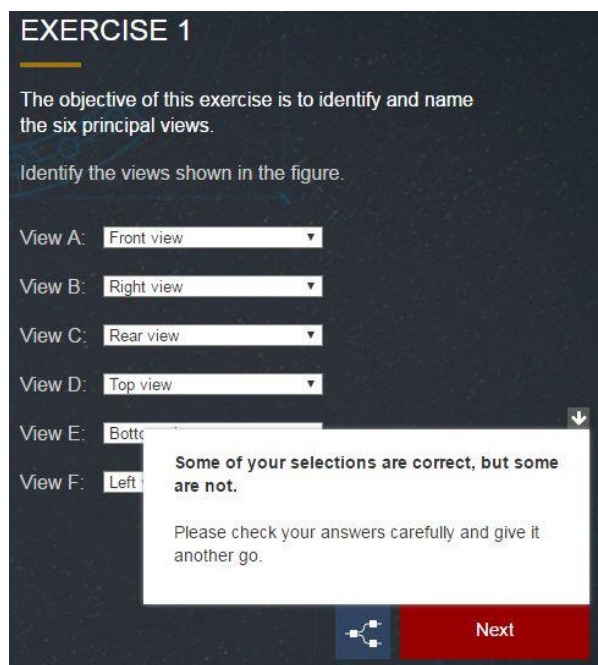 EXERCISE 1
The objective of this exercise is to identify and name
the six principal views.
Identify the views shown in the figure.
View A: Front view
View B: Right view
View C: Rear view
View D: Top view
View E:
View F: Left
Some of your selections are correct, but some
are not.
Please check your answers carefully and give it
another go.
Next